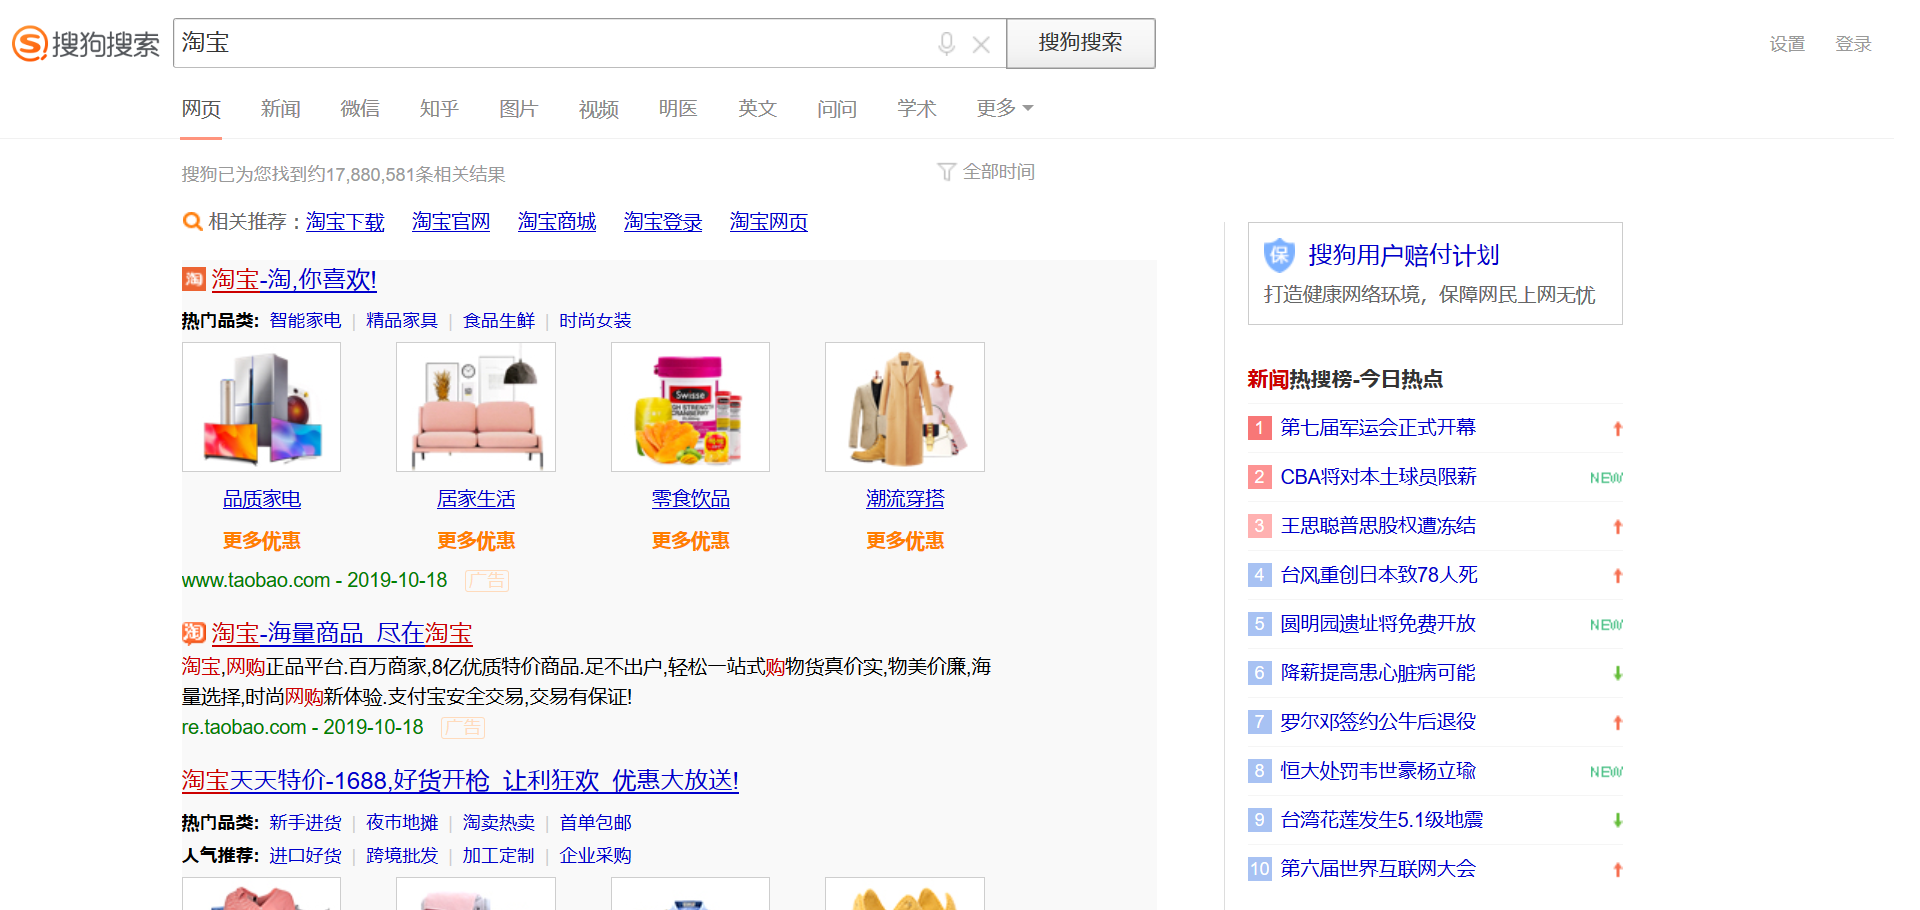 搜狗搜索 淘宝 搜狗搜索 设置 登录
网页 新闻 微信 知乎 图片 视频 明医 英文 问问 学术 更多
搜狗已为您找到约17,880,581条相关结果 全部时间
相关推荐：淘宝下载 淘宝官网 淘宝商城 淘宝登录 淘宝网页
淘 淘宝-淘,你喜欢!
热门品类: 智能家电 | 精品家具 | 食品生鲜 | 时尚女装
Swisse
HIGH STRENGTH
CRANBERRY
品质家电 居家生活 零食饮品 潮流穿搭
更多优惠 更多优惠 更多优惠 更多优惠
www.taobao.com - 2019-10-18 广告
淘 淘宝-海量商品_尽在淘宝
淘宝,网购正品平台.百万商家,8亿优质特价商品.足不出户,轻松一站式购物货真价实,物美价廉,海
量选择,时尚网购新体验.支付宝安全交易,交易有保证!
re.taobao.com - 2019-10-18 广告
淘宝天天特价-1688,好货开枪_让利狂欢_优惠大放送!
热门品类: 新手进货 | 夜市地摊 | 淘卖热卖 | 首单包邮
人气推荐: 进口好货 | 跨境批发 | 加工定制 | 企业采购
保 搜狗用户赔付计划
打造健康网络环境，保障网民上网无忧
新闻热搜榜-今日热点
1 第七届军运会正式开幕
2 CBA将对本土球员限薪 NEW
3 王思聪普思股权遭冻结
4 台风重创日本致78人死
5 圆明园遗址将免费开放 NEW
6 降薪提高患心脏病可能
7 罗尔邓签约公牛后退役
8 恒大处罚韦世豪杨立瑜 NEW
9 台湾花莲发生5.1级地震
10 第六届世界互联网大会